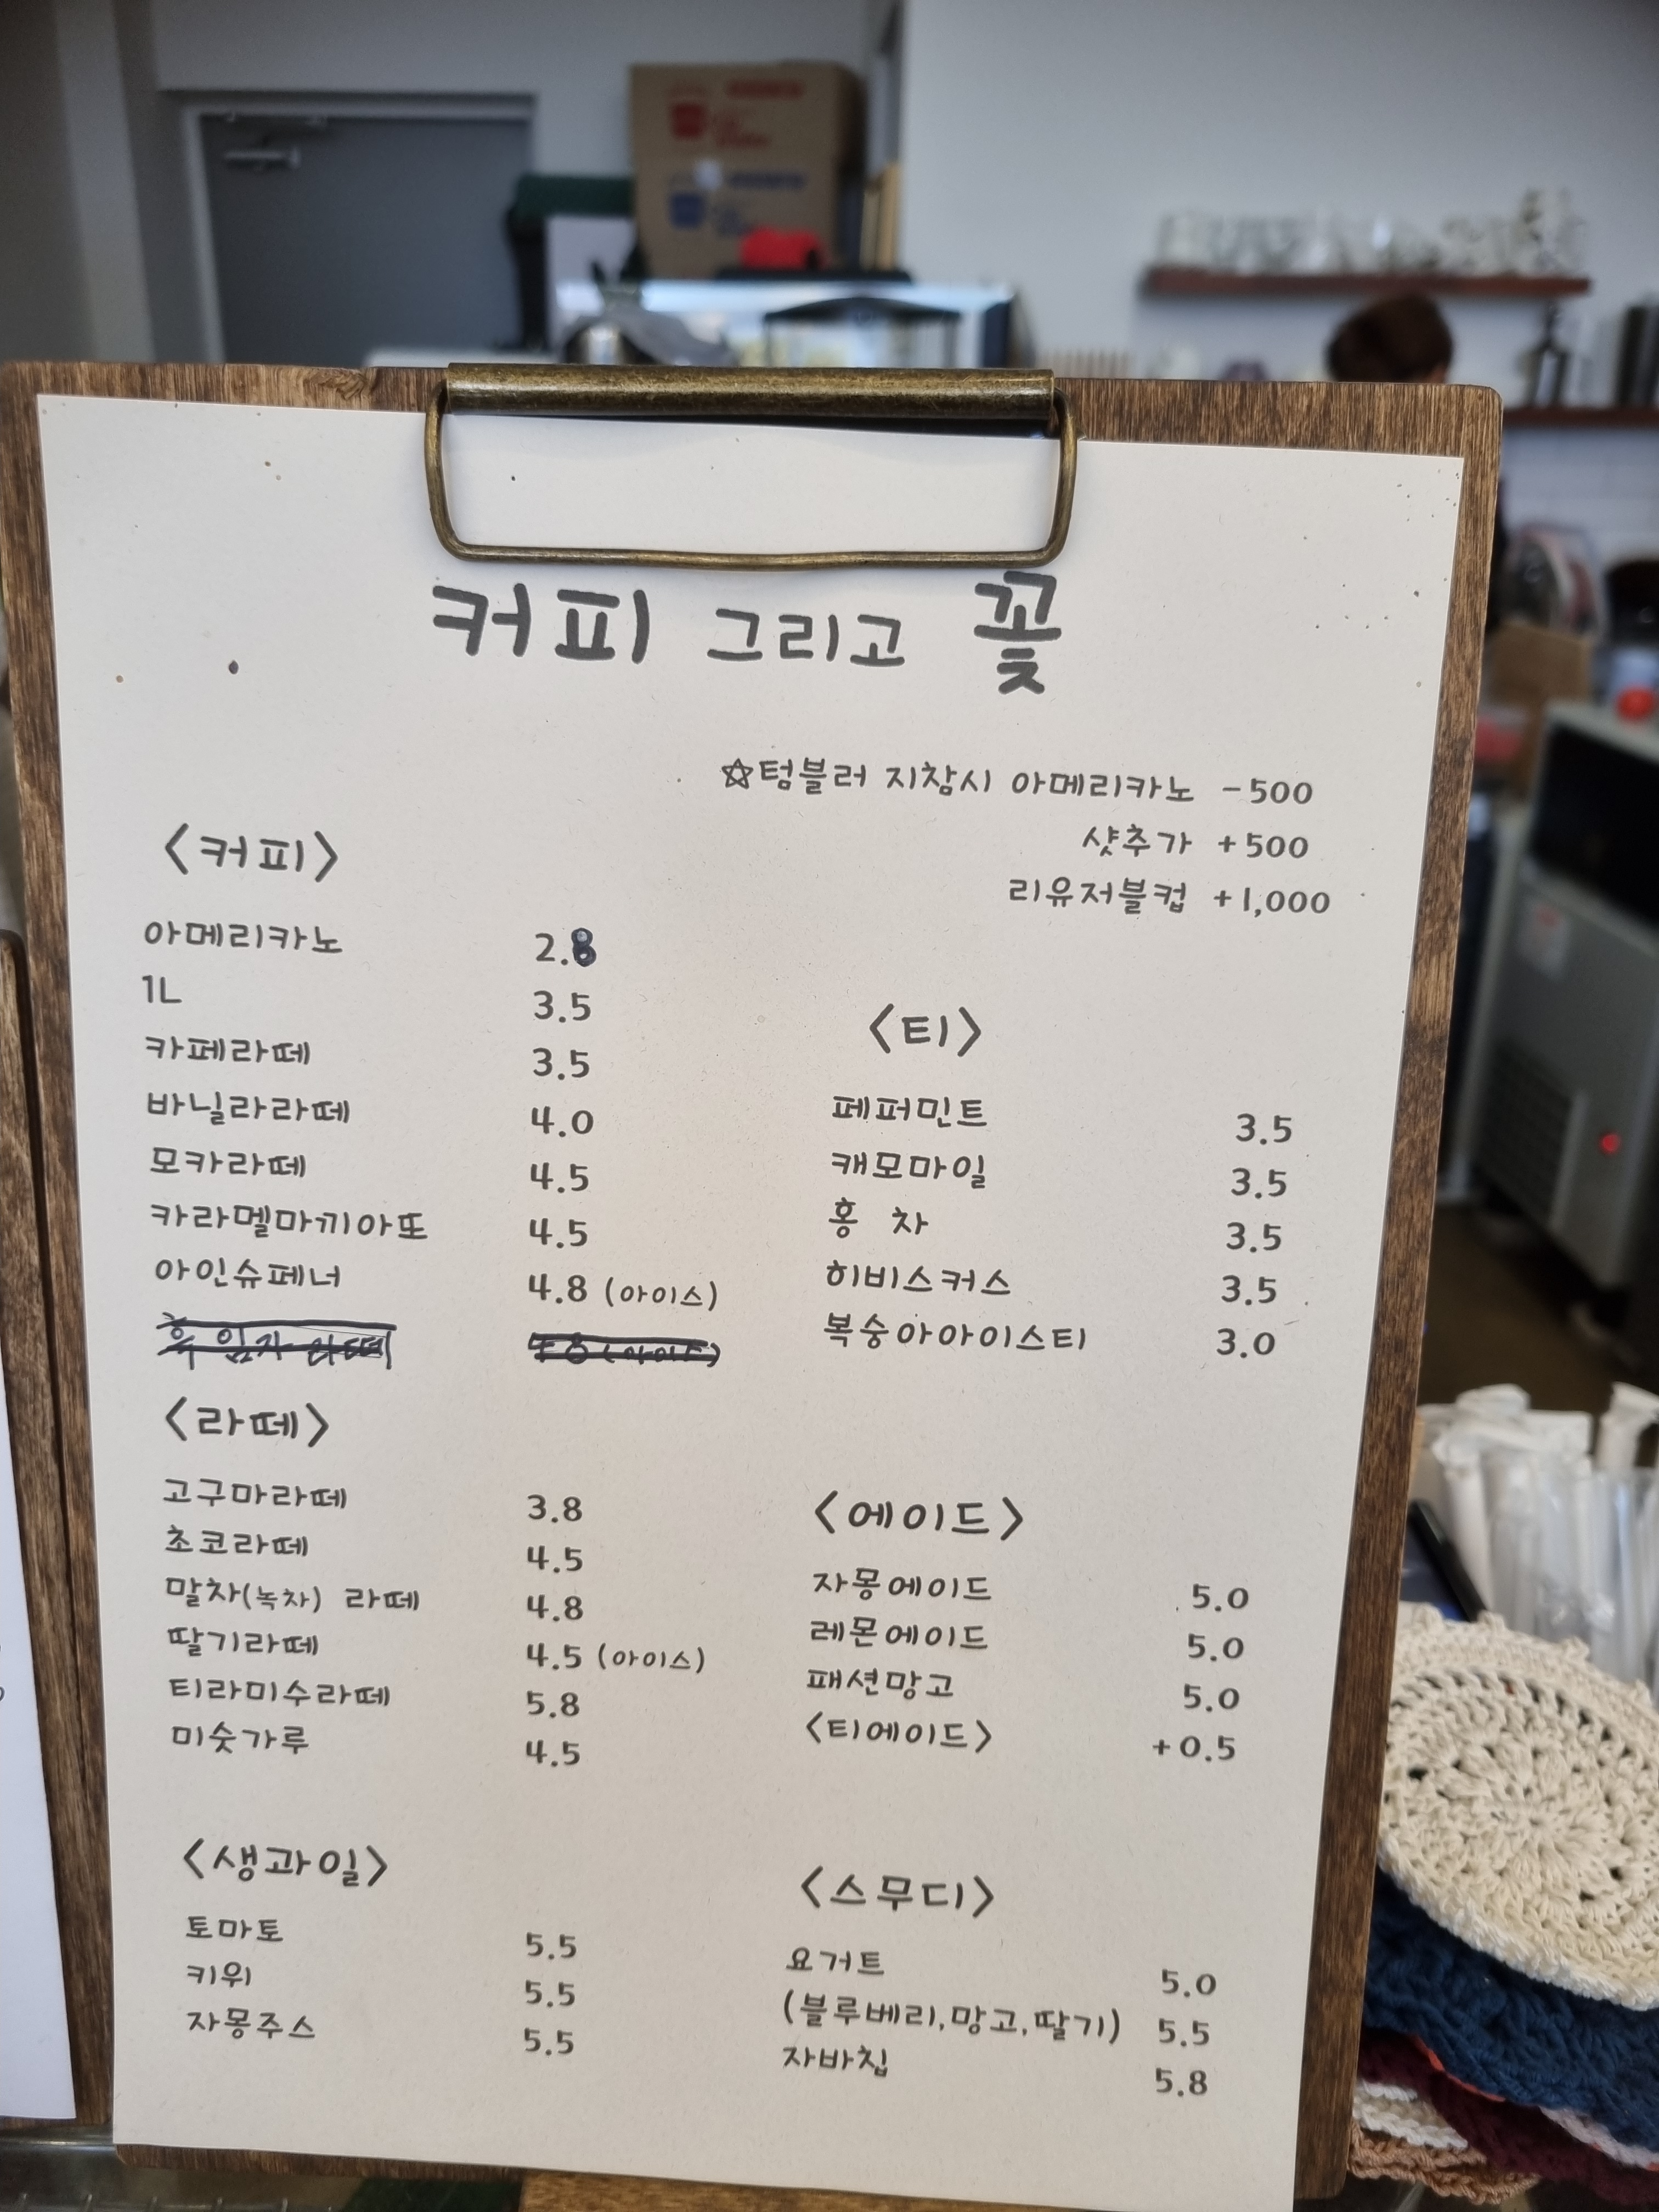 커피 그리고 꽃
☆텀블러 지참시 아메리카노 -500
샷추가 +500
리유저블컵 +1,000
<커피>
아메리카노 2.8
1L 3.5
카페라떼 3.5
바닐라라떼 4.0
모카라떼 4.5
카라멜마끼아또 4.5
아인슈페너 4.8 (아이스)
<라떼>
고구마라떼 3.8
초코라떼 4.5
말차(녹차) 라떼 4.8
딸기라떼 4.5 (아이스)
티라미수라떼 5.8
미숫가루 4.5
<생과일>
토마토 5.5
키위 5.5
자몽주스 5.5
<티>
페퍼민트 3.5
캐모마일 3.5
홍 차 3.5
히비스커스 3.5
복숭아아이스티 3.0
<에이드>
자몽에이드 5.0
레몬에이드 5.0
패션망고 5.0
<티에이드> +0.5
<스무디>
요거트 5.0
(블루베리,망고,딸기) 5.5
자바칩 5.8